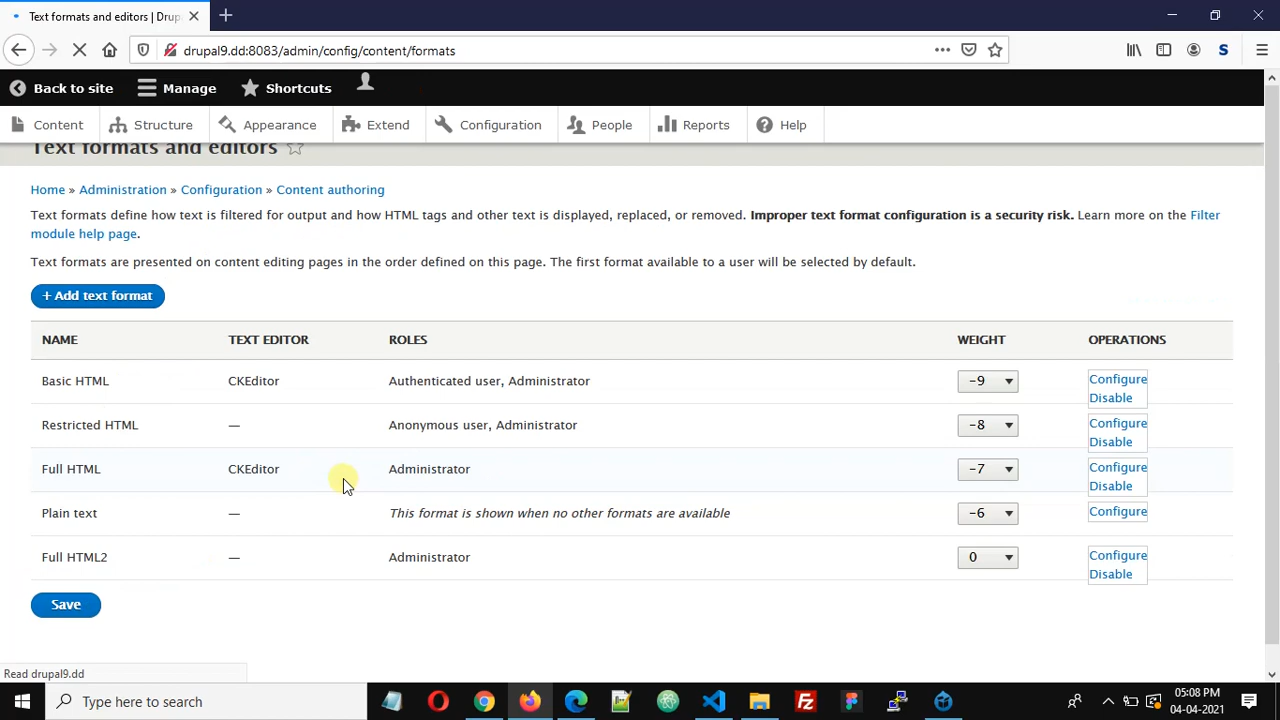 Text formats and editors | Drup
drupal9.dd:8083/admin/config/content/formats
S
Back to site Manage Shortcuts
Content Structure Appearance Extend Configuration People Reports Help
Text formats and editors
Home » Administration » Configuration » Content authoring
Text formats define how text is filtered for output and how HTML tags and other text is displayed, replaced, or removed. Improper text format configuration is a security risk. Learn more on the Filter
module help page.
Text formats are presented on content editing pages in the order defined on this page. The first format available to a user will be selected by default.
+ Add text format
NAME TEXT EDITOR ROLES WEIGHT OPERATIONS
Basic HTML CKEditor Authenticated user, Administrator -9 Configure
Disable
Restricted HTML — Anonymous user, Administrator -8 Configure
Disable
Full HTML CKEditor Administrator -7 Configure
Disable
Plain text — This format is shown when no other formats are available -6 Configure
Full HTML2 — Administrator 0 Configure
Disable
Save
Read drupal9.dd
Type here to search
05:08 PM
04-04-2021